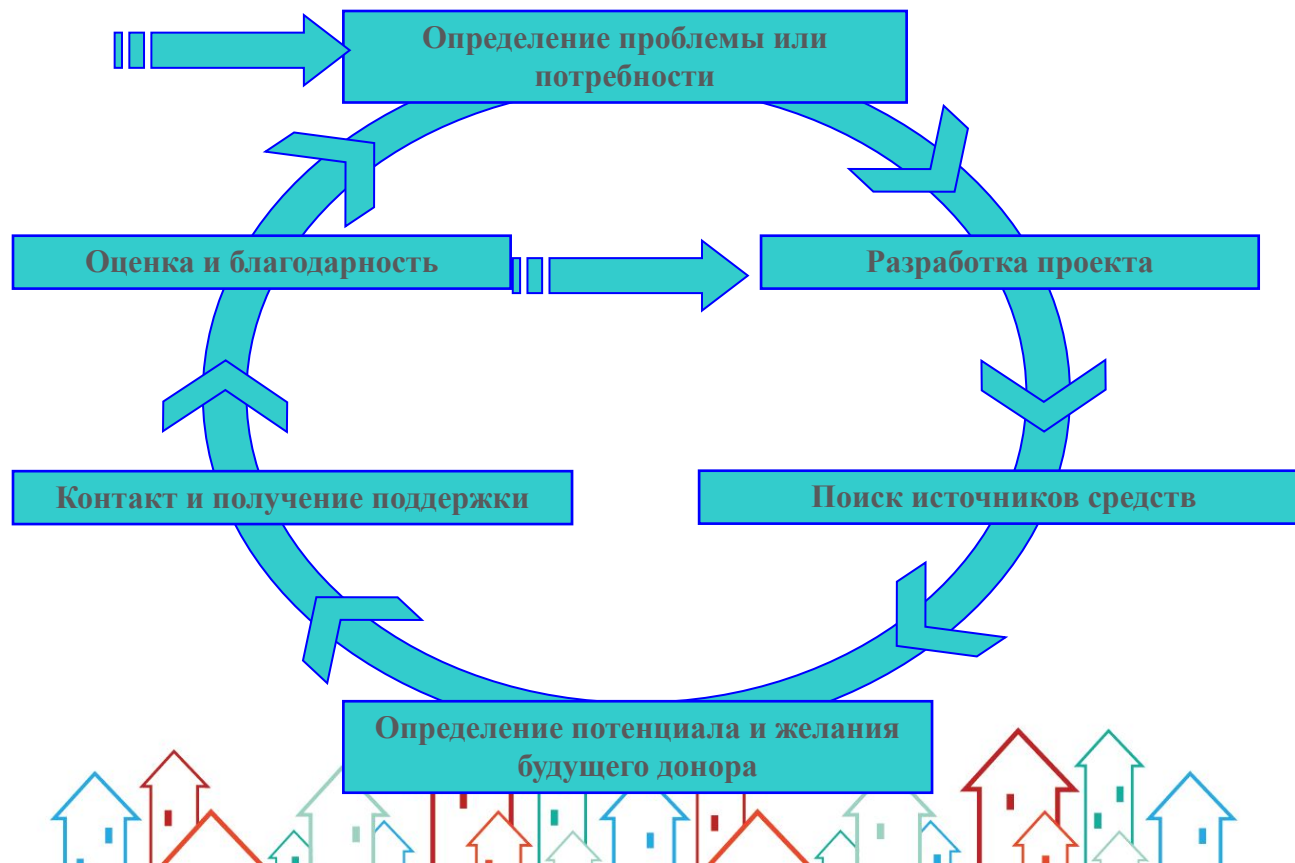 Определение проблемы или
потребности
Оценка и благодарность
Разработка проекта
Контакт и получение поддержки
Поиск источников средств
Определение потенциала и желания
будущего донора